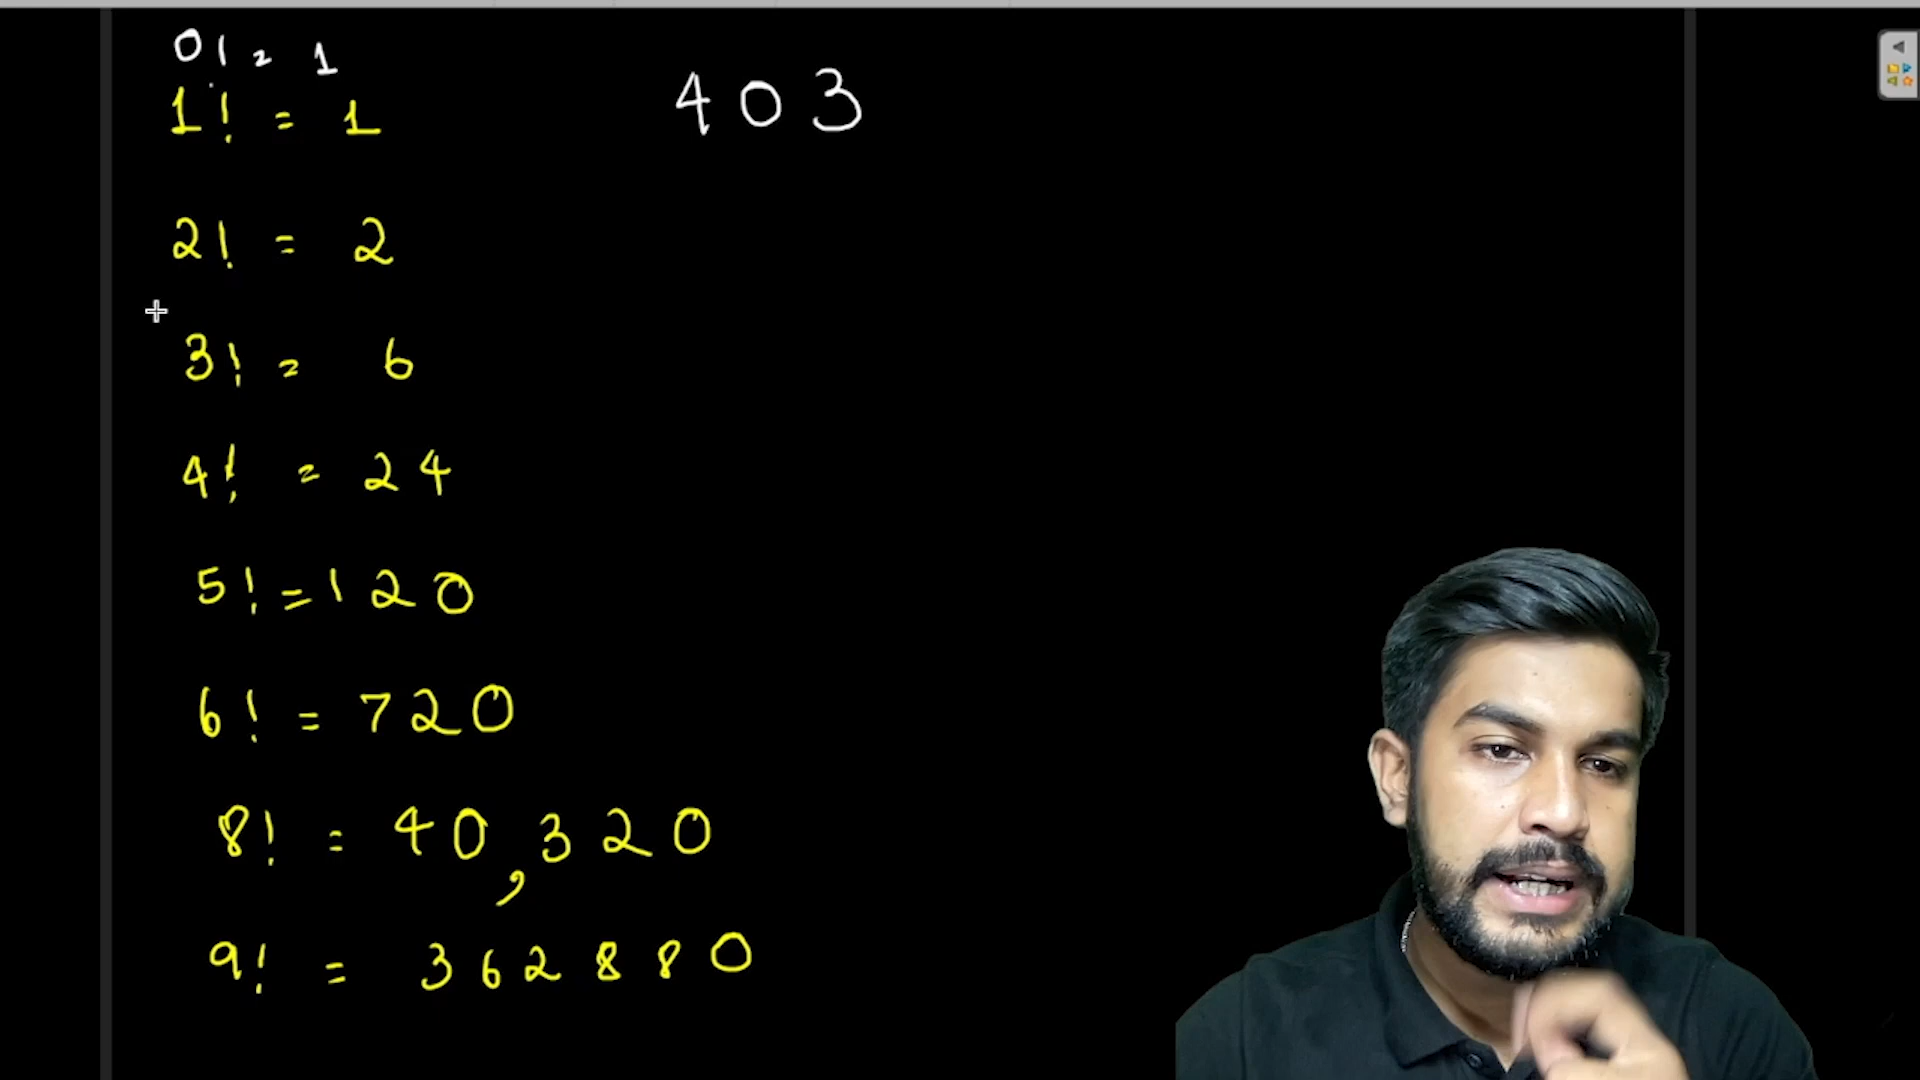 0! = 1
1! = 1
403
2! = 2
3! = 6
4! = 24
5! = 120
6! = 720
8! = 40,320
9! = 362880